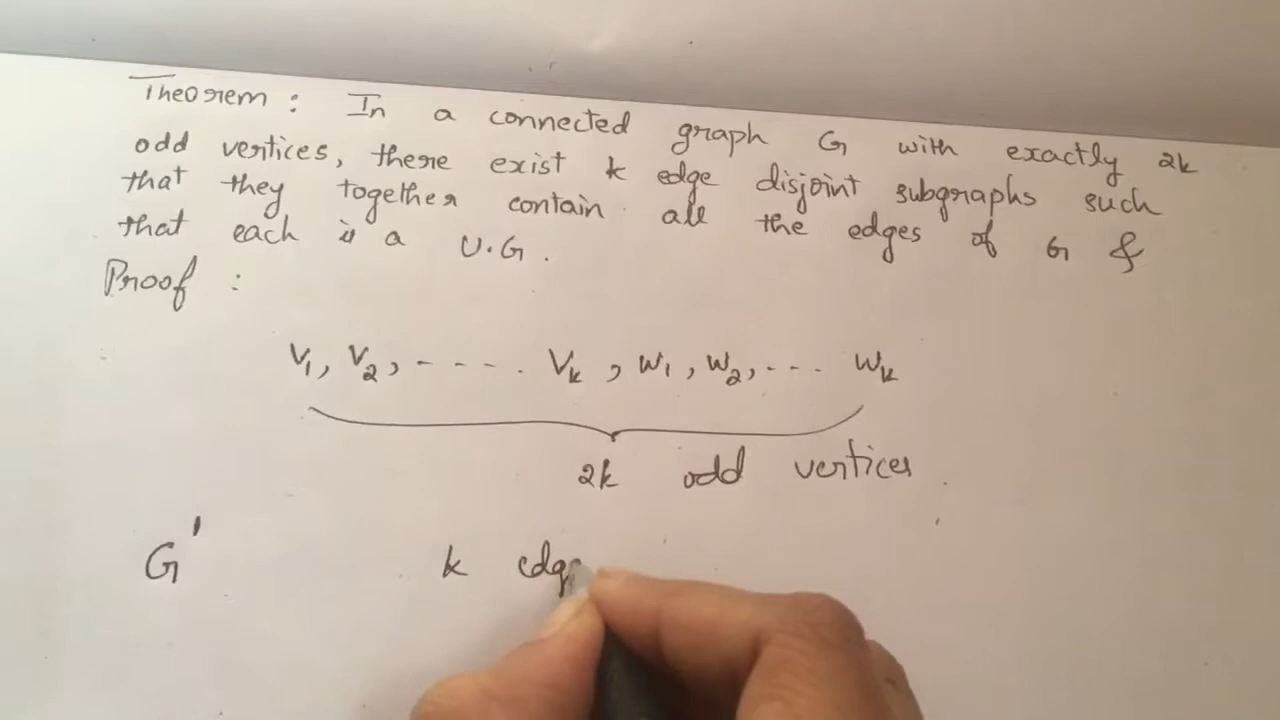 Theorem : In a connected graph G with exactly 2k
odd vertices, there exist k edge disjoint subgraphs such
that they together contain all the edges of G &
that each is a U.G.
Proof :
V1, V2, - - - - . Vk , W1, W2, - - - Wk
2k odd vertices
G' k edge